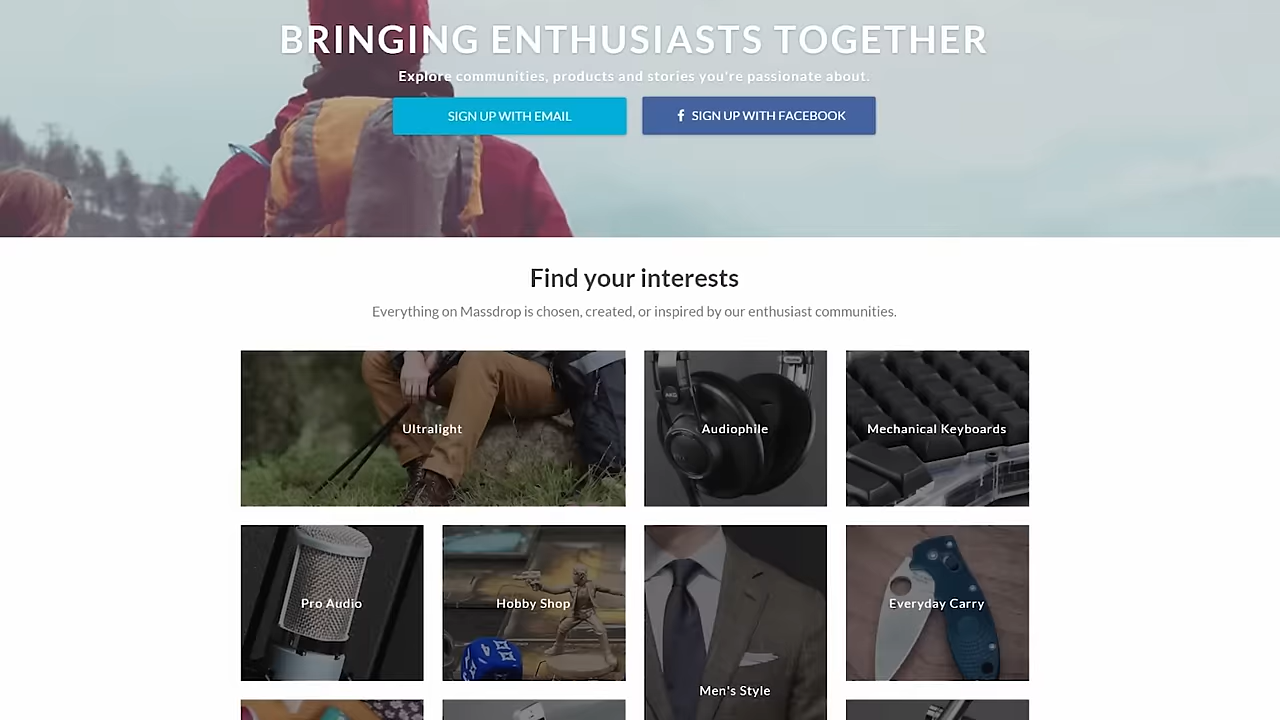 BRINGING ENTHUSIASTS TOGETHER
Explore communities, products and stories you're passionate about.
SIGN UP WITH EMAIL
f SIGN UP WITH FACEBOOK
Find your interests
Everything on Massdrop is chosen, created, or inspired by our enthusiast communities.
Ultralight
Audiophile
Mechanical Keyboards
AKG
Pro Audio
Hobby Shop
Everyday Carry
4
Men's Style